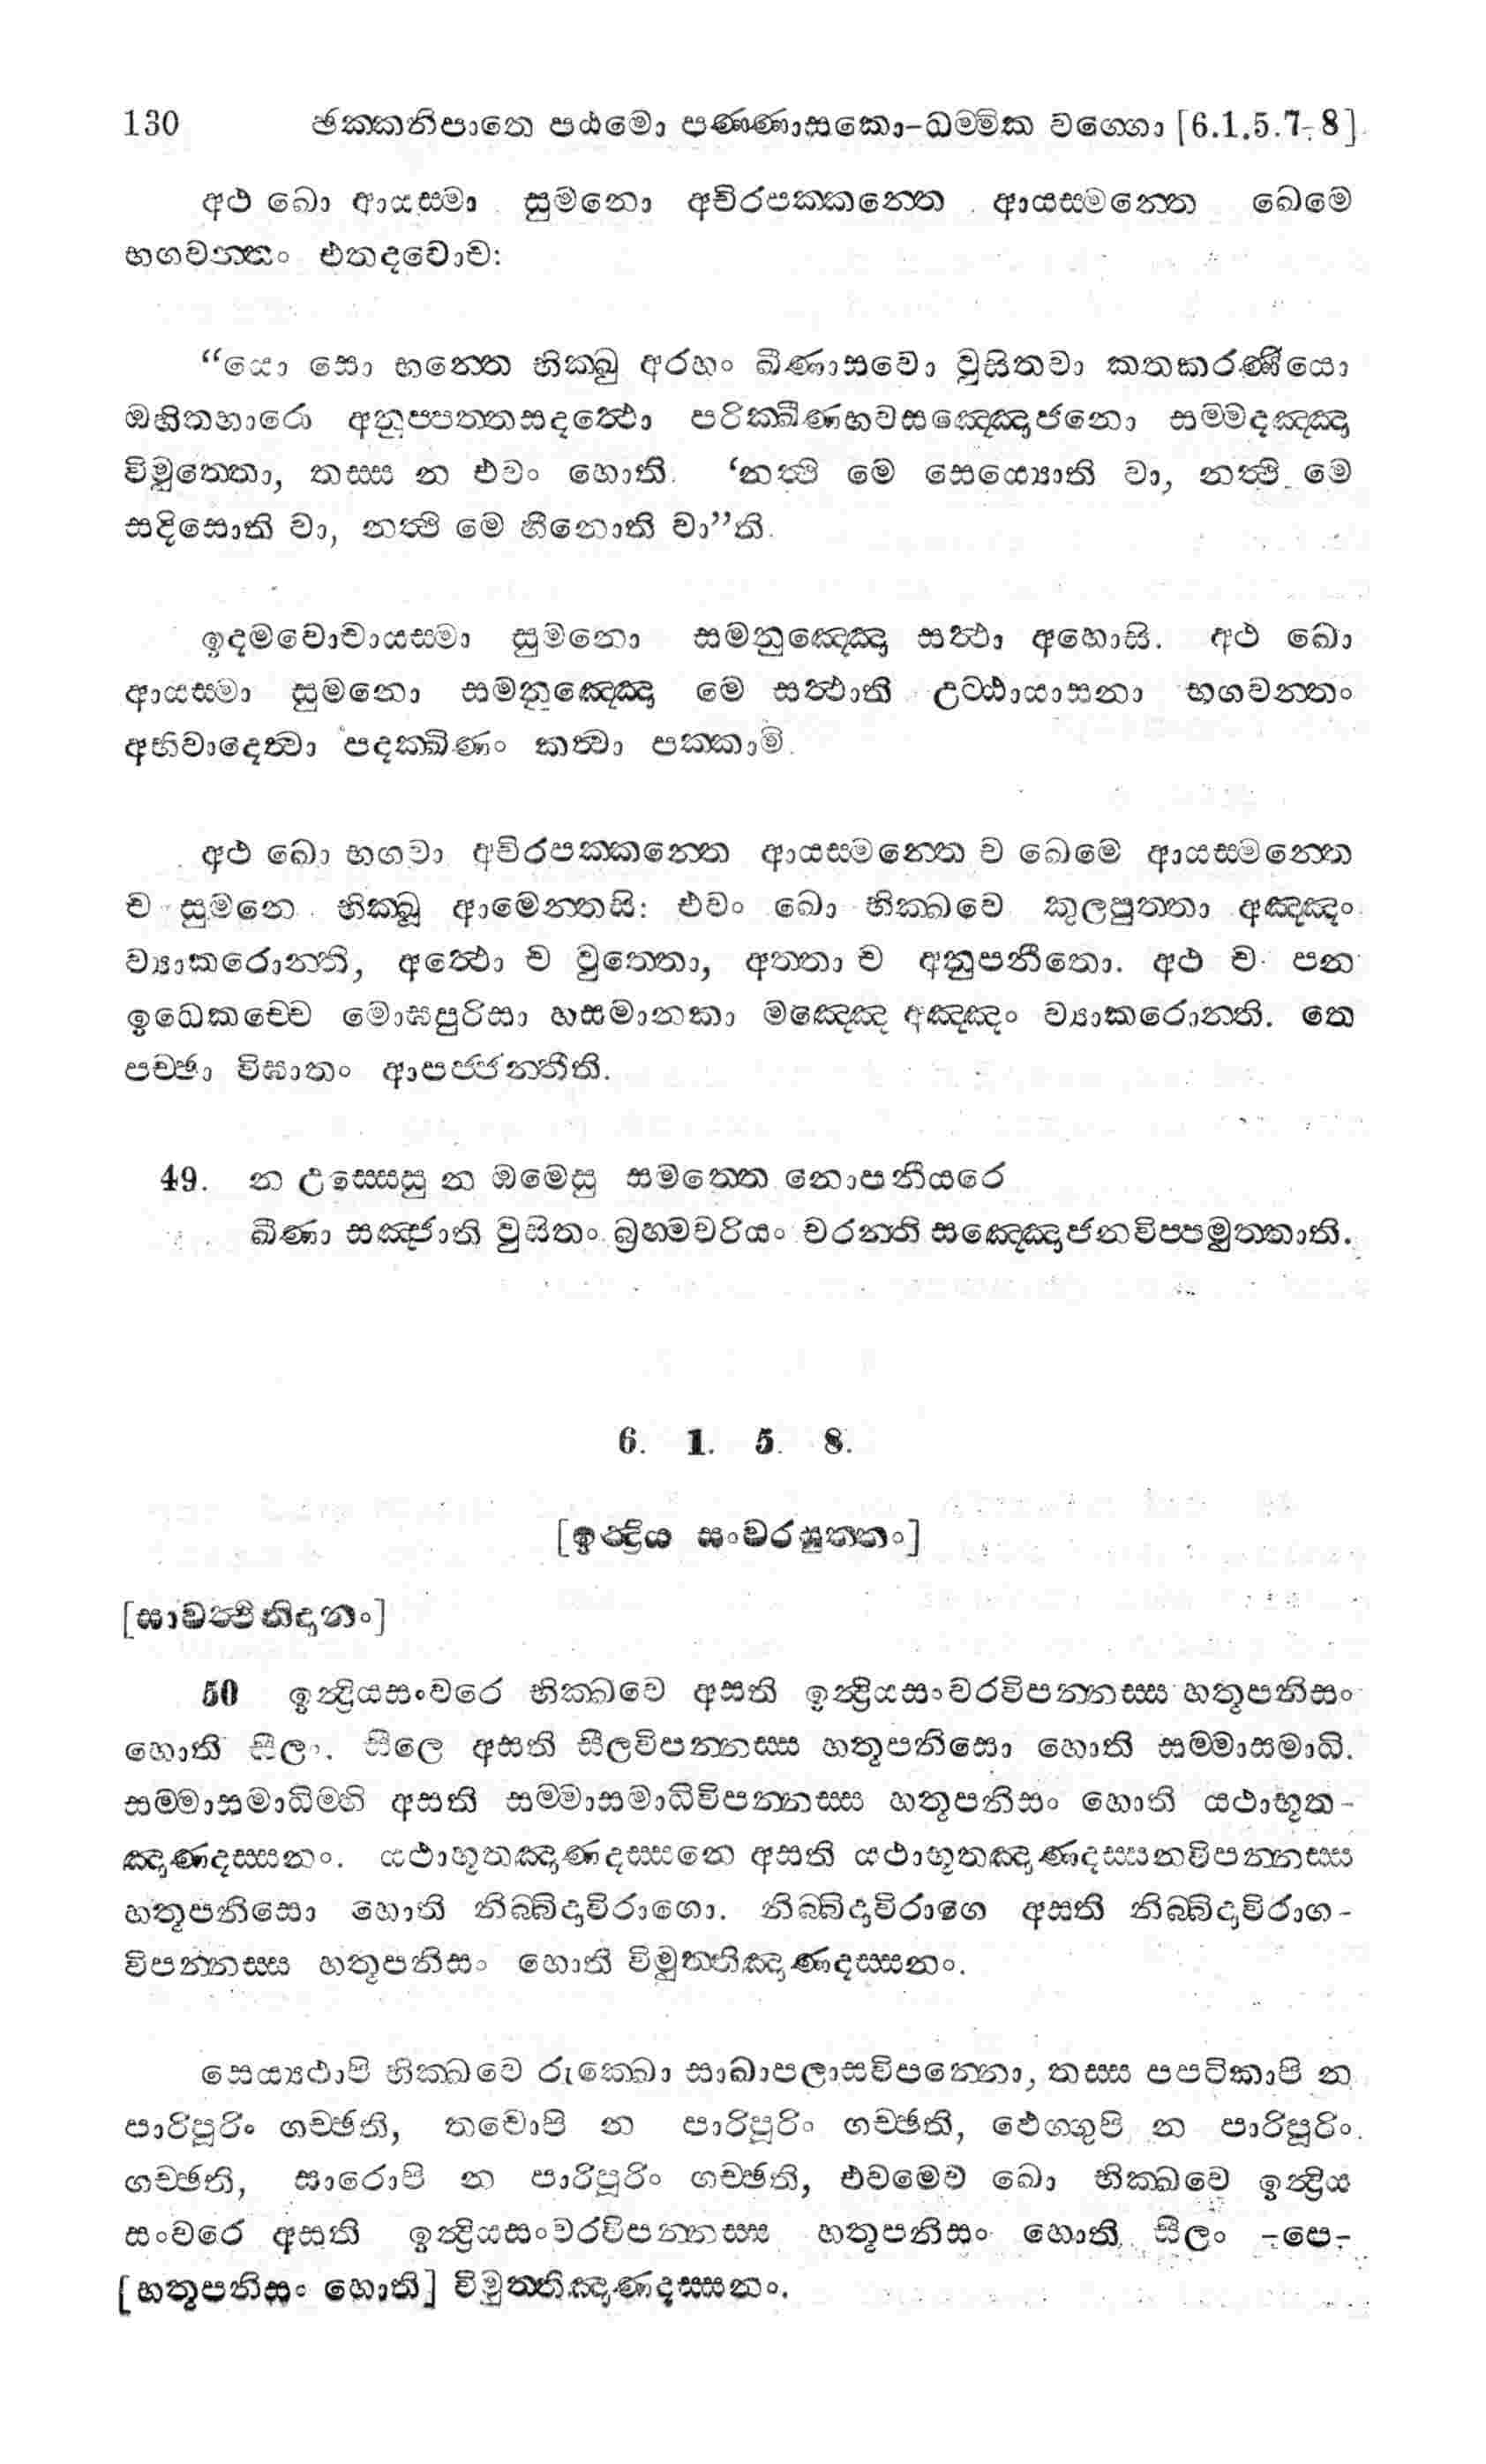 130 ඡක්කනිපාතෙ පඨමො පණ්ණාසකො-ධම්මික වග්ගො [6.1.5.7-8]
අථ ඛො ආයස්මා සුමනො අචිරපක්කන්තෙ ආයස්මන්තෙ ඛෙමෙ
භගවන්තං එතදවොච:
“යො සො භන්තෙ භික්ඛු අරහං ඛීණාසවො වුසිතවා කතකරණීයො
ඔහිතභාරො අනුප්පත්තසදත්ථො පරික්ඛීණභවසඤ්ඤොජනො සම්මදඤ්ඤා
විමුත්තො, තස්ස න එවං හොති. ‘නත්ථි මෙ සෙය්‍යොති වා, නත්ථි මෙ
සදිසොති වා, නත්ථි මෙ හීනොති වා”ති.
ඉදමවොචායස්මා සුමනො සමනුඤ්ඤො සත්ථා අහොසි. අථ ඛො
ආයස්මා සුමනො සමනුඤ්ඤො මෙ සත්ථාති උට්ඨායාසනා භගවන්තං
අභිවාදෙත්වා පදක්ඛිණං කත්වා පක්කාමි.
අථ ඛො භගවා අචිරපක්කන්තෙ ආයස්මන්තෙ ච ඛෙමෙ ආයස්මන්තෙ
ච සුමනෙ භික්ඛූ ආමන්තෙසි: එවං ඛො භික්ඛවෙ කුලපුත්තා අඤ්ඤං
ව්‍යාකරොන්ති, අත්ථො ච වුත්තො, අත්තා ච අනුපනීතො. අථ ච පන
ඉධෙකච්චෙ මොඝපුරිසා හසමානකා මඤ්ඤෙ අඤ්ඤං ව්‍යාකරොන්ති. තෙ
පච්ඡා විඝාතං ආපජ්ජන්තීති.
49. න උස්සෙසු න ඔමෙසු සමත්තෙ නොපනීයරෙ
ඛීණා සඤ්ජාති වුසිතං බ්‍රහ්මචරියං චරන්ති සඤ්ඤොජනවිප්පමුත්තාති.
6. 1. 5. 8.
[ඉන්‍ද්‍රිය සංවරසුත්තං]
[සාවත්ථිනිදානං]
50 ඉන්‍ද්‍රියසංවරෙ භික්ඛවෙ අසති ඉන්‍ද්‍රියසංවරවිපන්නස්ස හතූපනිසං
හොති සීලං. සීලෙ අසති සීලවිපන්නස්ස හතූපනිසො හොති සම්මාසමාධි.
සම්මාසමාධිම්හි අසති සම්මාසමාධිවිපන්නස්ස හතූපනිසං හොති යථාභූත-
ඤාණදස්සනං. යථාභූතඤාණදස්සනෙ අසති යථාභූතඤාණදස්සනවිපන්නස්ස
හතූපනිසො හොති නිබ්බිදාවිරාගො. නිබ්බිදාවිරාගෙ අසති නිබ්බිදාවිරාග-
විපන්නස්ස හතූපනිසං හොති විමුත්තිඤාණදස්සනං.
සෙය්‍යථාපි භික්ඛවෙ රුක්ඛො සාඛාපලාසවිපන්නො, තස්ස පපටිකාපි න
පාරිපූරිං ගච්ඡති, තචොපි න පාරිපූරිං ගච්ඡති, ඵෙග්ගුපි න පාරිපූරිං
ගච්ඡති, සාරොපි න පාරිපූරිං ගච්ඡති, එවමෙව ඛො භික්ඛවෙ ඉන්‍ද්‍රිය
සංවරෙ අසති ඉන්‍ද්‍රියසංවරවිපන්නස්ස හතූපනිසං හොති සීලං -පෙ-
[හතූපනිසං හොති] විමුත්තිඤාණදස්සනං.